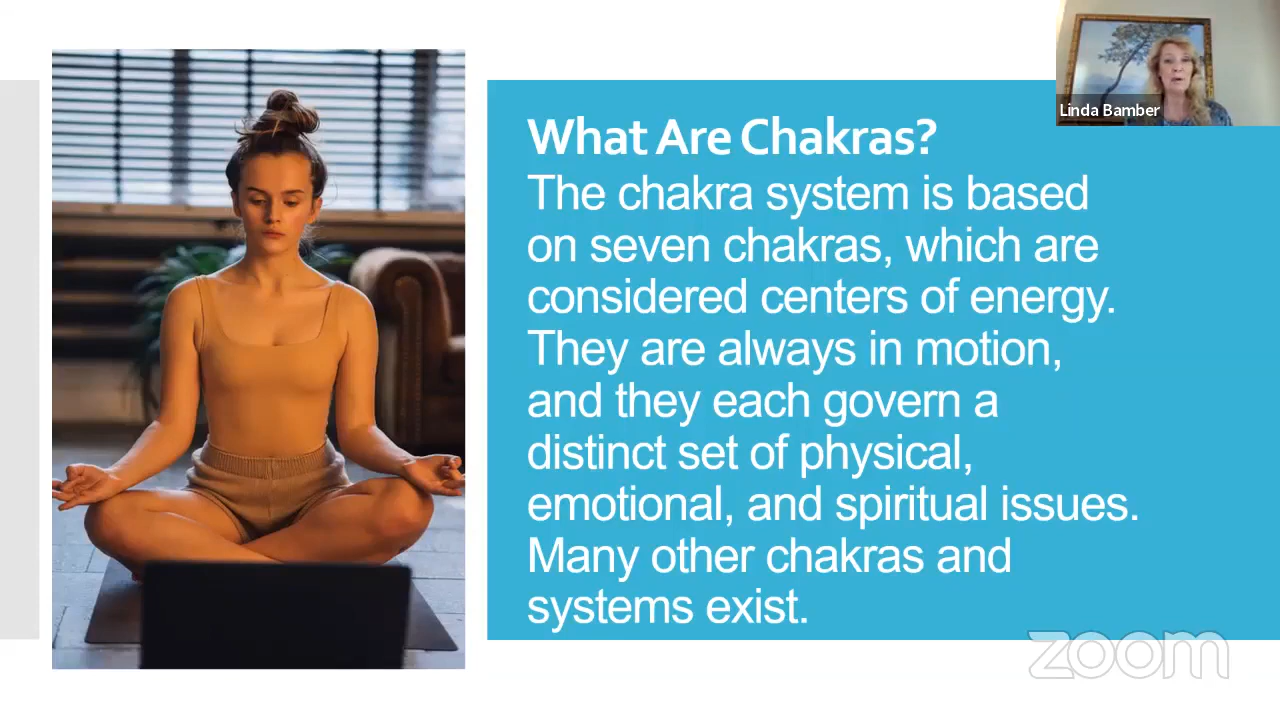 Linda Bamber
What Are Chakras?
The chakra system is based
on seven chakras, which are
considered centers of energy.
They are always in motion,
and they each govern a
distinct set of physical,
emotional, and spiritual issues.
Many other chakras and
systems exist.
zoom